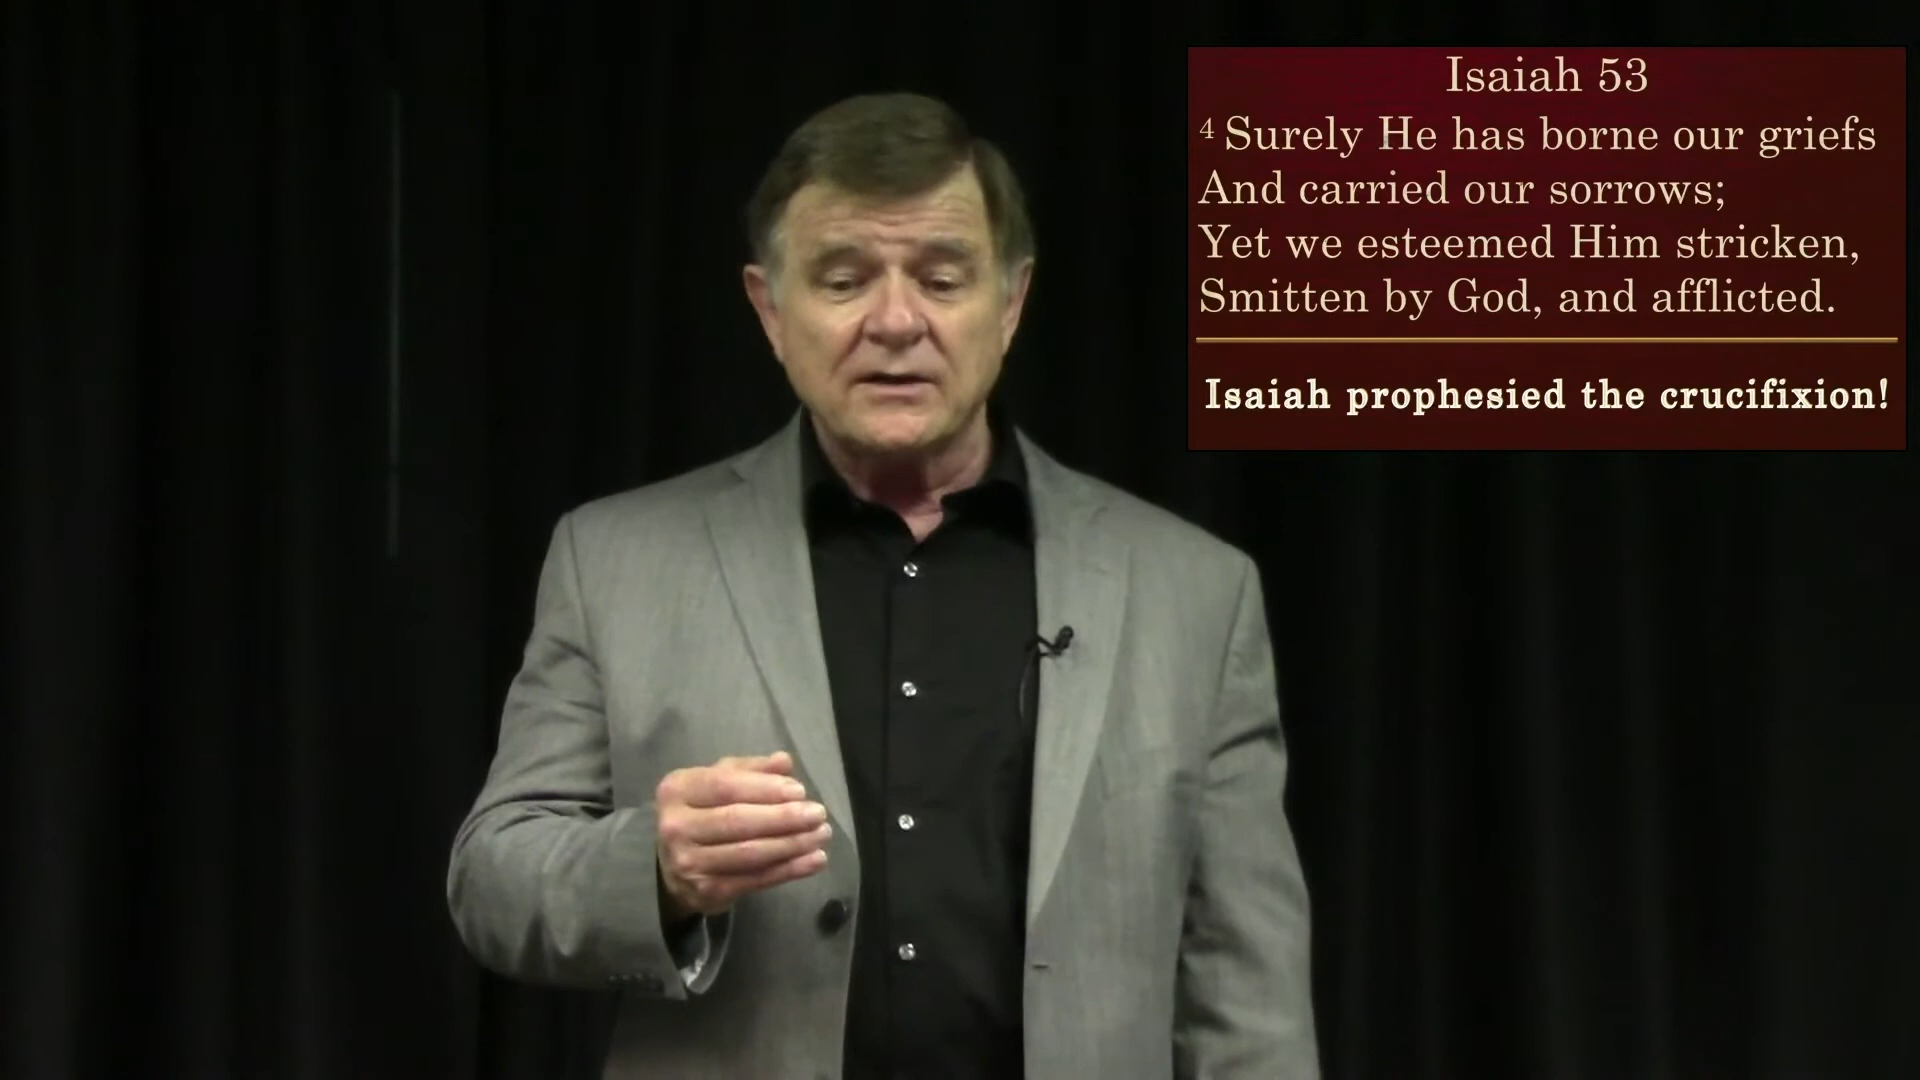 Isaiah 53
4 Surely He has borne our griefs
And carried our sorrows;
Yet we esteemed Him stricken,
Smitten by God, and afflicted.
Isaiah prophesied the crucifixion!